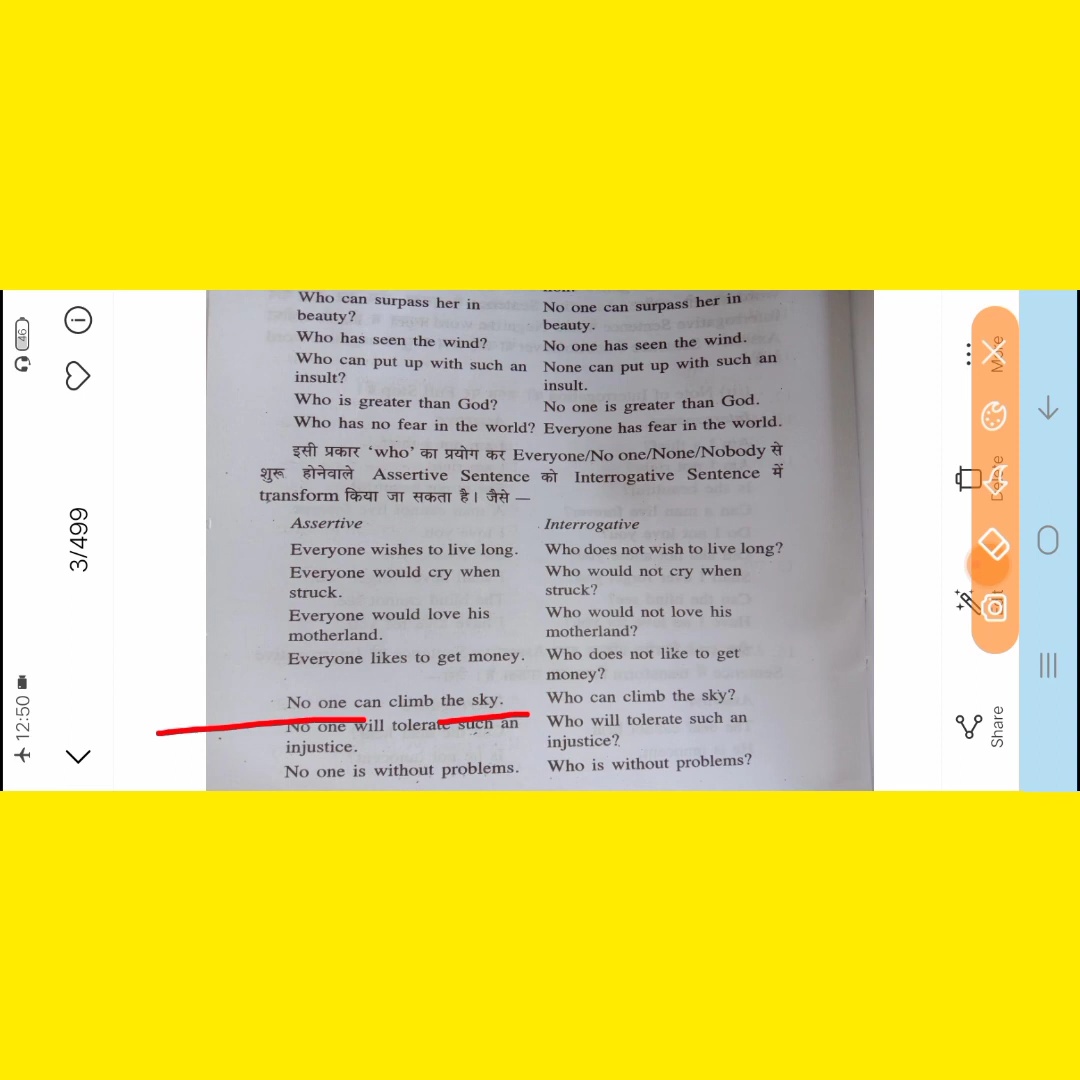 Who can surpass her in
beauty?
Who has seen the wind?
Who can put up with such an
insult?
Who is greater than God?
Who has no fear in the world?
No one can surpass her in
beauty.
No one has seen the wind.
None can put up with such an
insult.
No one is greater than God.
Everyone has fear in the world.
इसी प्रकार ‘who’ का प्रयोग कर Everyone/No one/None/Nobody से
शुरू होनेवाले Assertive Sentence को Interrogative Sentence में
transform किया जा सकता है। जैसे —
Assertive
Everyone wishes to live long.
Everyone would cry when
struck.
Everyone would love his
motherland.
Everyone likes to get money.
No one can climb the sky.
No one will tolerate such an
injustice.
No one is without problems.
Interrogative
Who does not wish to live long?
Who would not cry when
struck?
Who would not love his
motherland?
Who does not like to get
money?
Who can climb the sky?
Who will tolerate such an
injustice?
Who is without problems?
12:50
46
3/499
More
Delete
Share